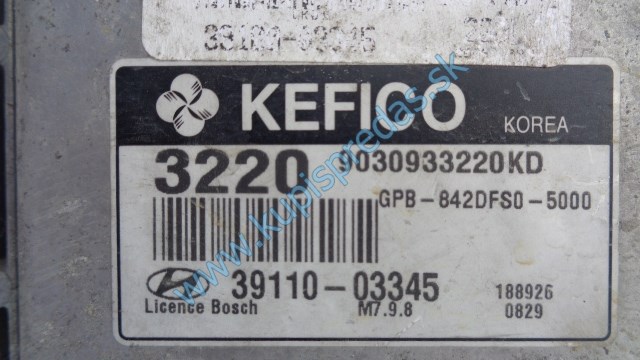 KEFICO
KOREA
3220
9030933220KD
GPB-842DFS0-5000
39110-03345
188926
Licence Bosch
M7.9.8
0829
www.kupispredas.sk